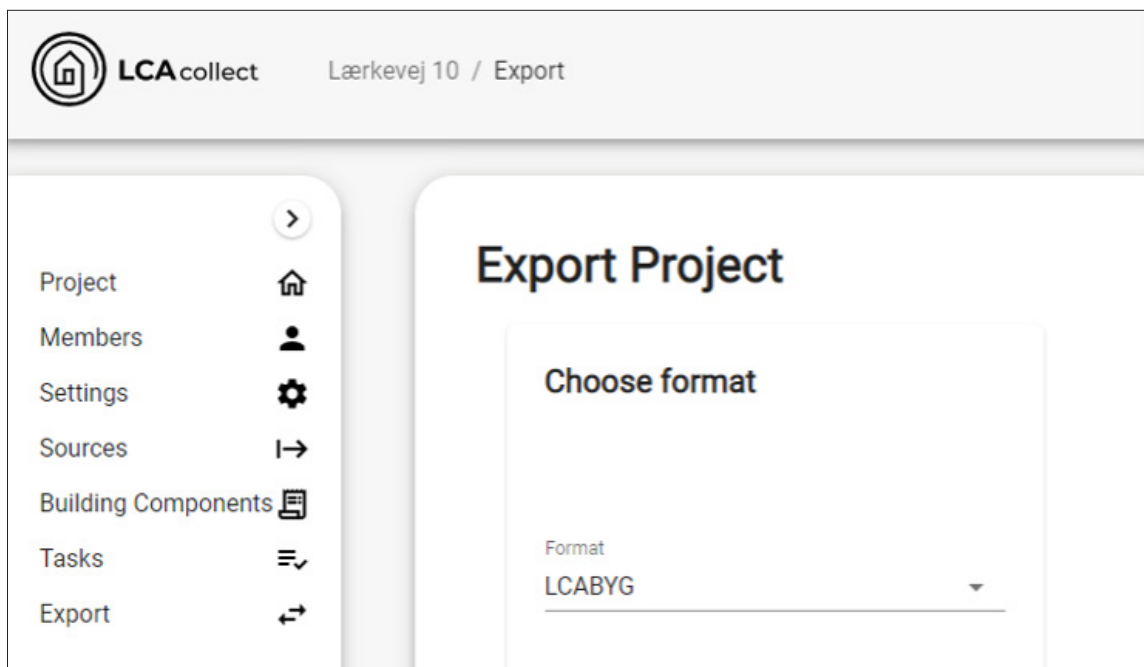 LCAcollect
Lærkevej 10 / Export
Project
Members
Settings
Sources
Building Components
Tasks
Export
Export Project
Choose format
Format
LCABYG